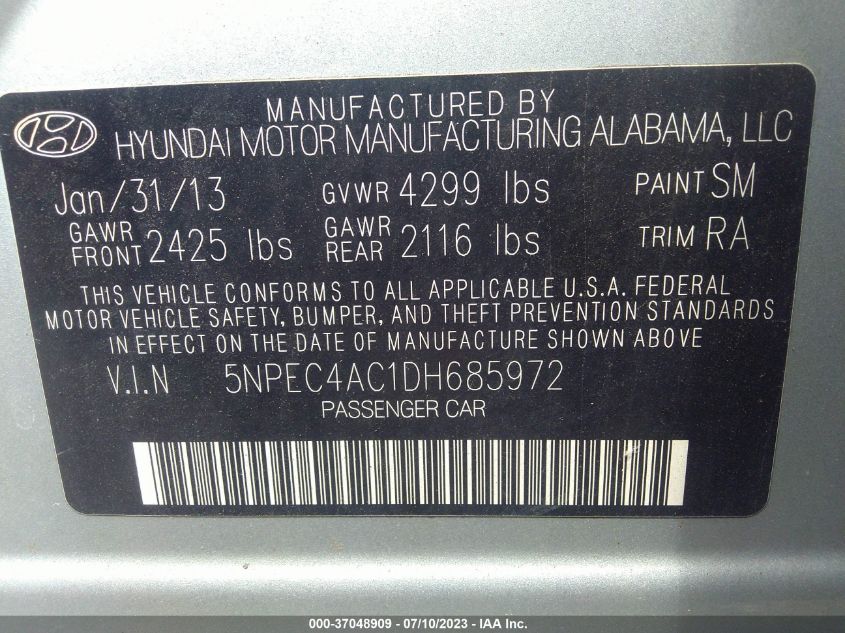 MANUFACTURED BY
HYUNDAI MOTOR MANUFACTURING ALABAMA, LLC
Jan/31/13 GVWR 4299 lbs PAINT SM
GAWR FRONT 2425 lbs GAWR REAR 2116 lbs TRIM RA
THIS VEHICLE CONFORMS TO ALL APPLICABLE U.S.A. FEDERAL
MOTOR VEHICLE SAFETY, BUMPER, AND THEFT PREVENTION STANDARDS
IN EFFECT ON THE DATE OF MANUFACTURE SHOWN ABOVE
V.I.N 5NPEC4AC1DH685972
PASSENGER CAR
000-37048909 - 07/10/2023 - IAA Inc.